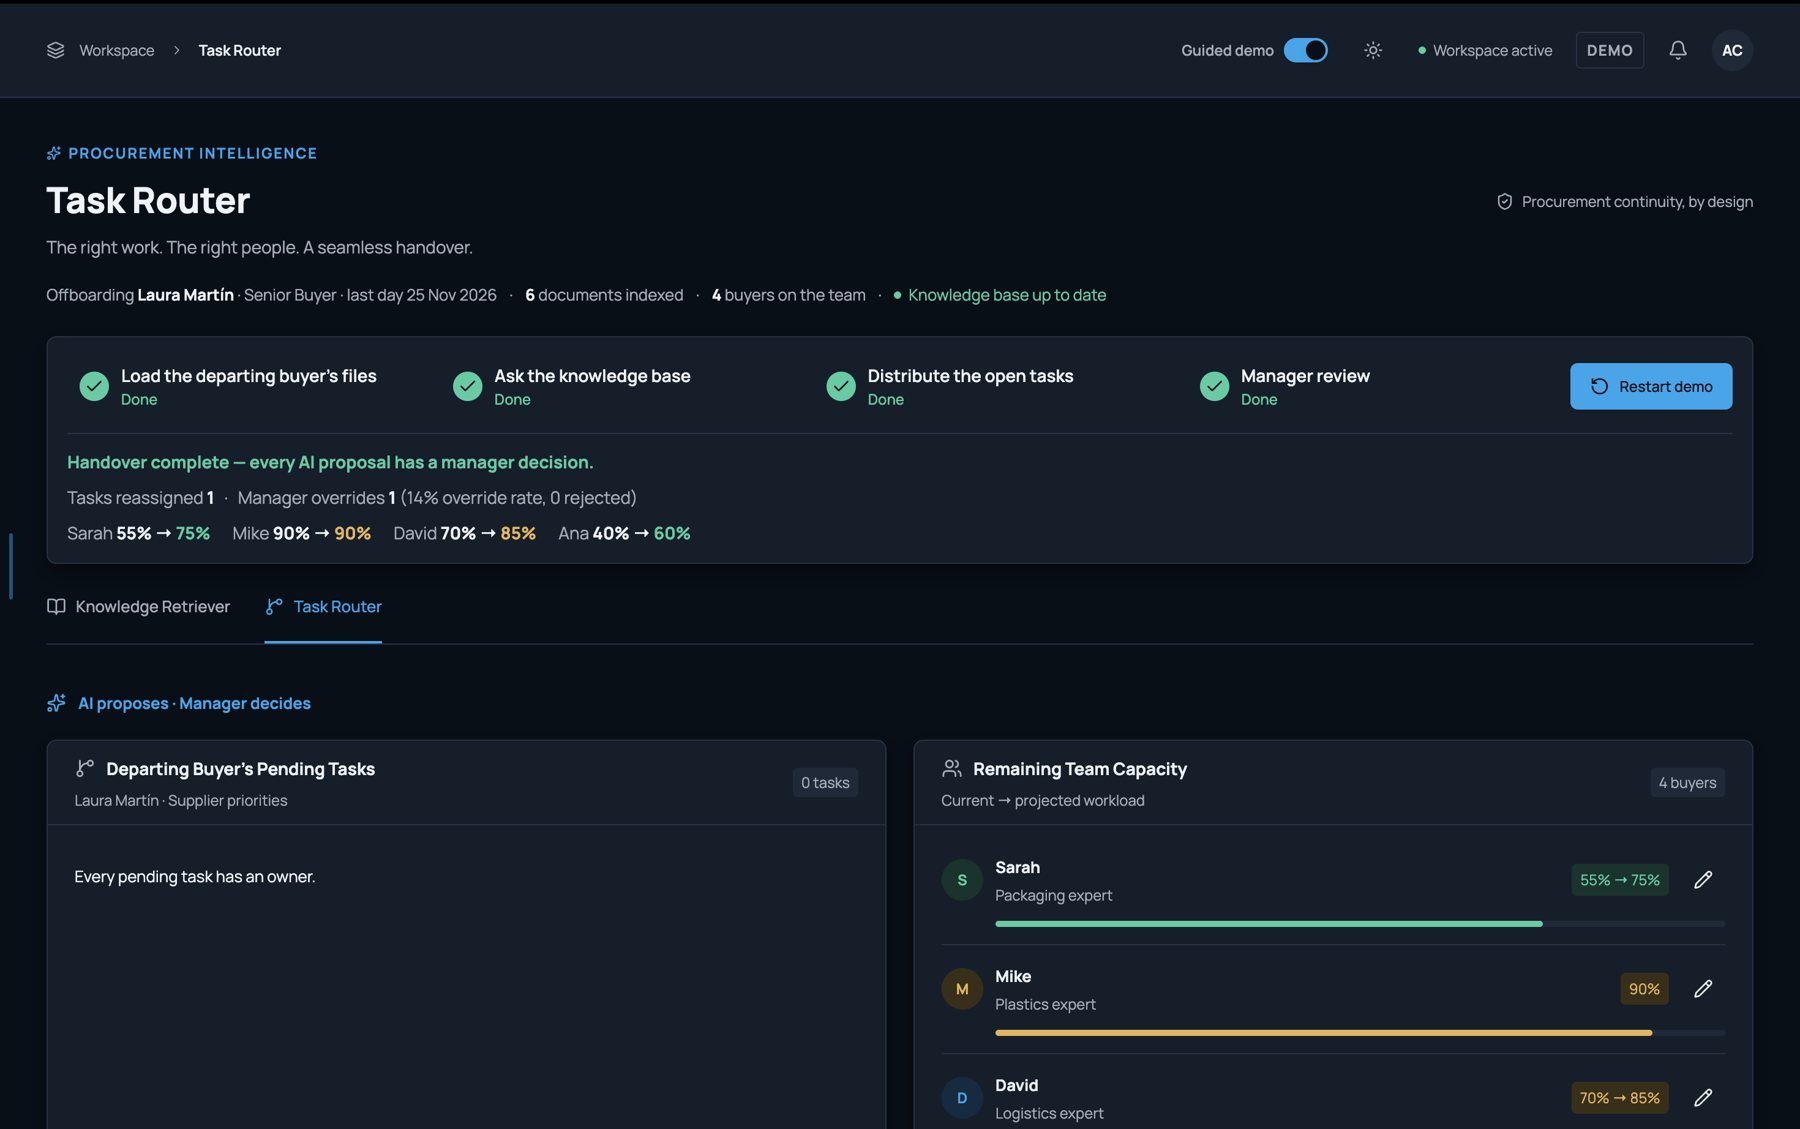 Workspace > Task Router
Guided demo
Workspace active
DEMO
AC
PROCUREMENT INTELLIGENCE
Task Router
Procurement continuity, by design
The right work. The right people. A seamless handover.
Offboarding Laura Martín · Senior Buyer · last day 25 Nov 2026 · 6 documents indexed · 4 buyers on the team · Knowledge base up to date
Load the departing buyer's files
Done
Ask the knowledge base
Done
Distribute the open tasks
Done
Manager review
Done
Restart demo
Handover complete — every AI proposal has a manager decision.
Tasks reassigned 1 · Manager overrides 1 (14% override rate, 0 rejected)
Sarah 55% → 75% Mike 90% → 90% David 70% → 85% Ana 40% → 60%
Knowledge Retriever
Task Router
AI proposes · Manager decides
Departing Buyer's Pending Tasks
Laura Martín · Supplier priorities
0 tasks
Every pending task has an owner.
Remaining Team Capacity
Current → projected workload
4 buyers
S
Sarah
Packaging expert
55% → 75%
M
Mike
Plastics expert
90%
D
David
Logistics expert
70% → 85%